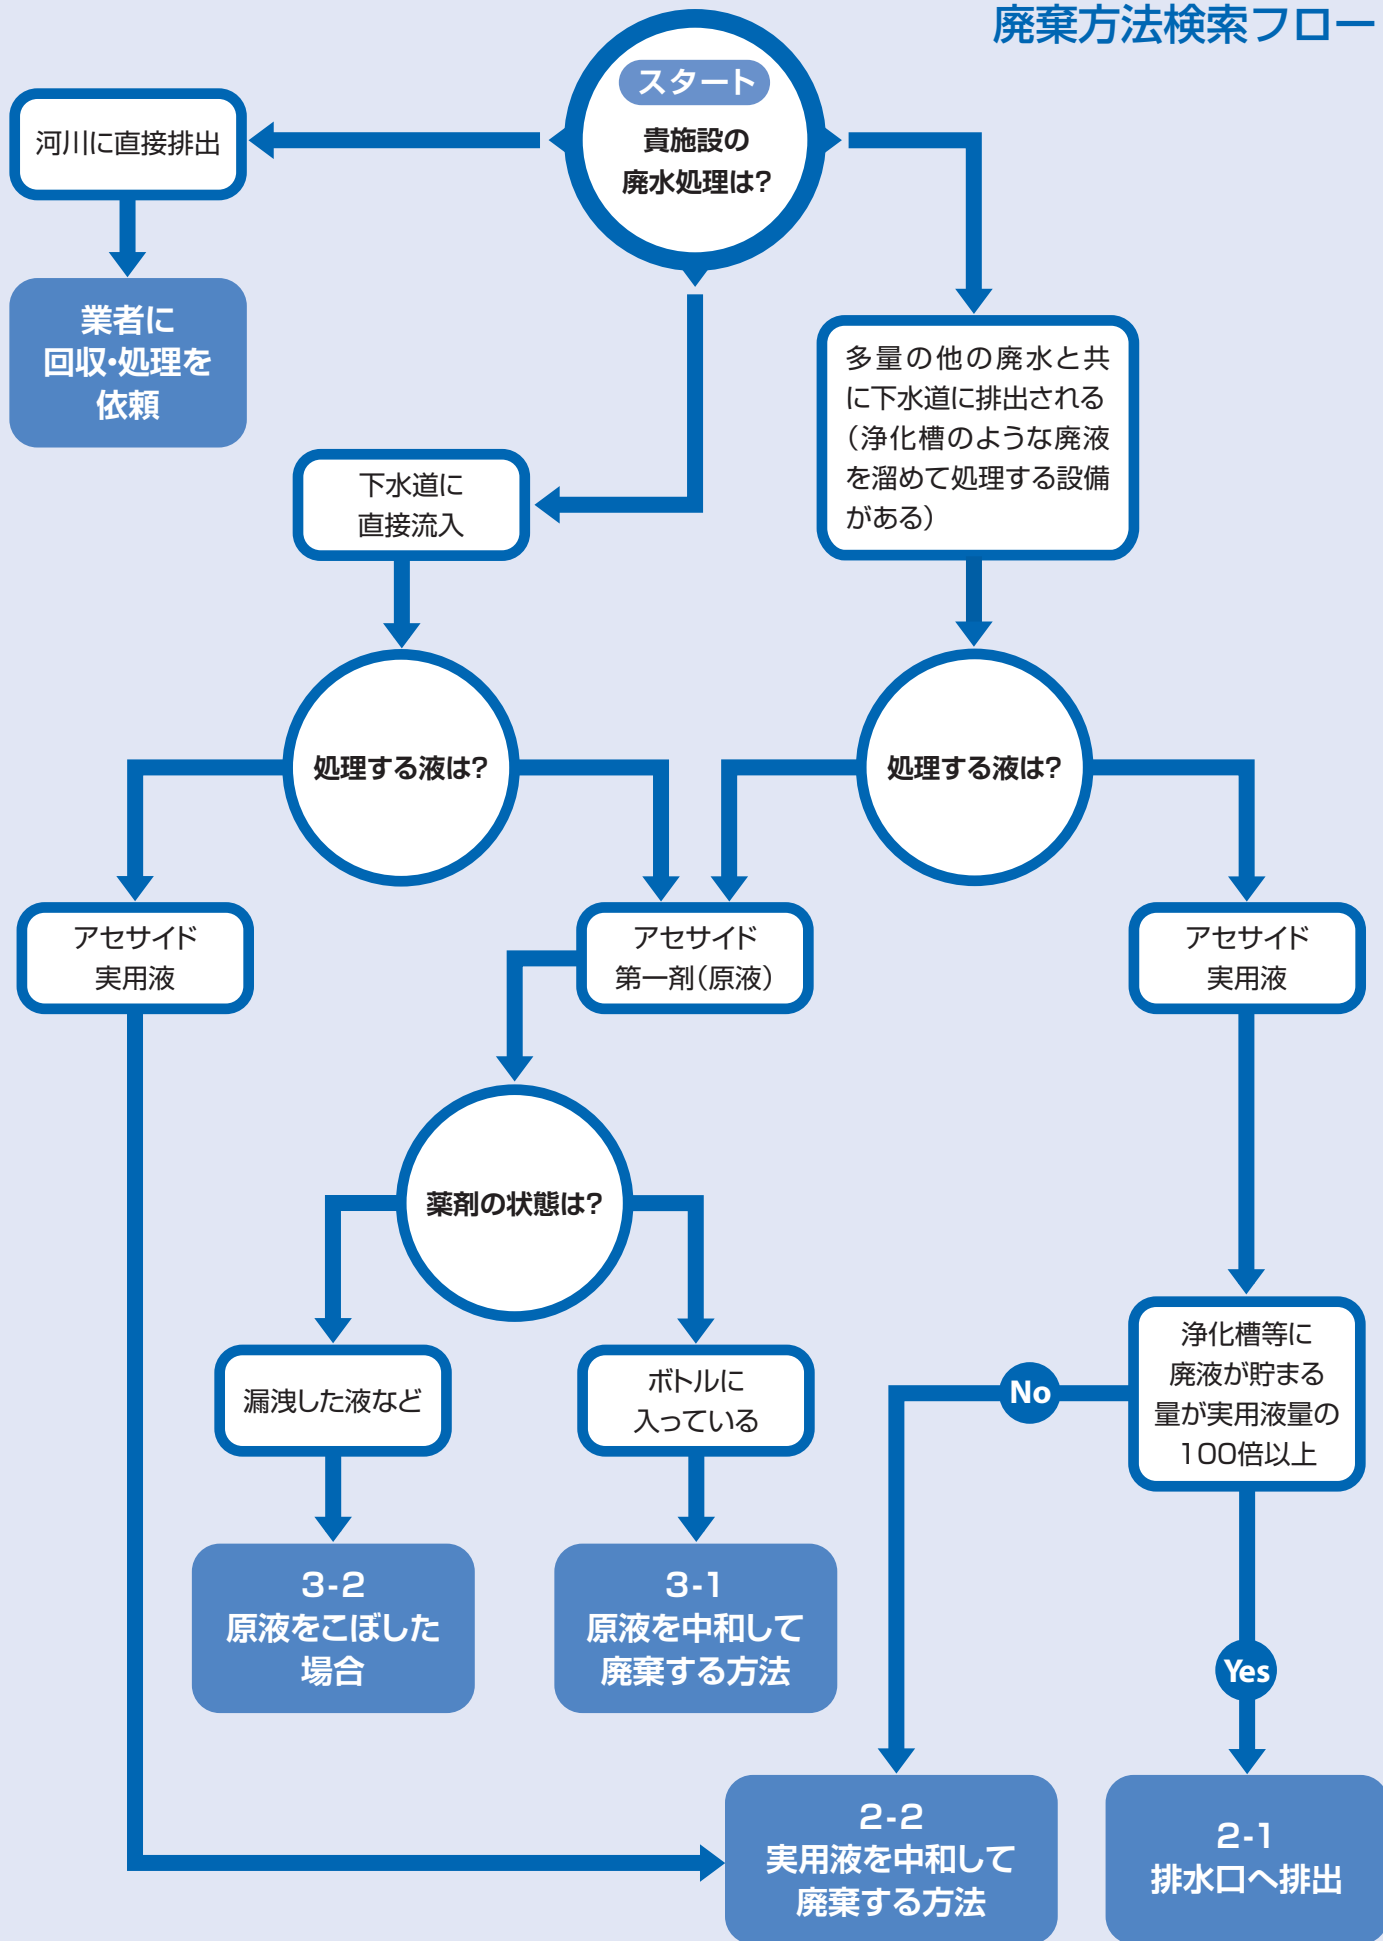 廃棄方法検索フロー
スタート
貴施設の
廃水処理は?
河川に直接排出
業者に
回収・処理を
依頼
多量の他の廃水と共
に下水道に排出される
（浄化槽のような廃液
を溜めて処理する設備
がある）
下水道に
直接流入
処理する液は?
処理する液は?
アセサイド
実用液
アセサイド
第一剤（原液）
アセサイド
実用液
薬剤の状態は?
漏洩した液など
ボトルに
入っている
浄化槽等に
廃液が貯まる
量が実用液量の
100倍以上
No
Yes
3-2
原液をこぼした
場合
3-1
原液を中和して
廃棄する方法
2-2
実用液を中和して
廃棄する方法
2-1
排水口へ排出